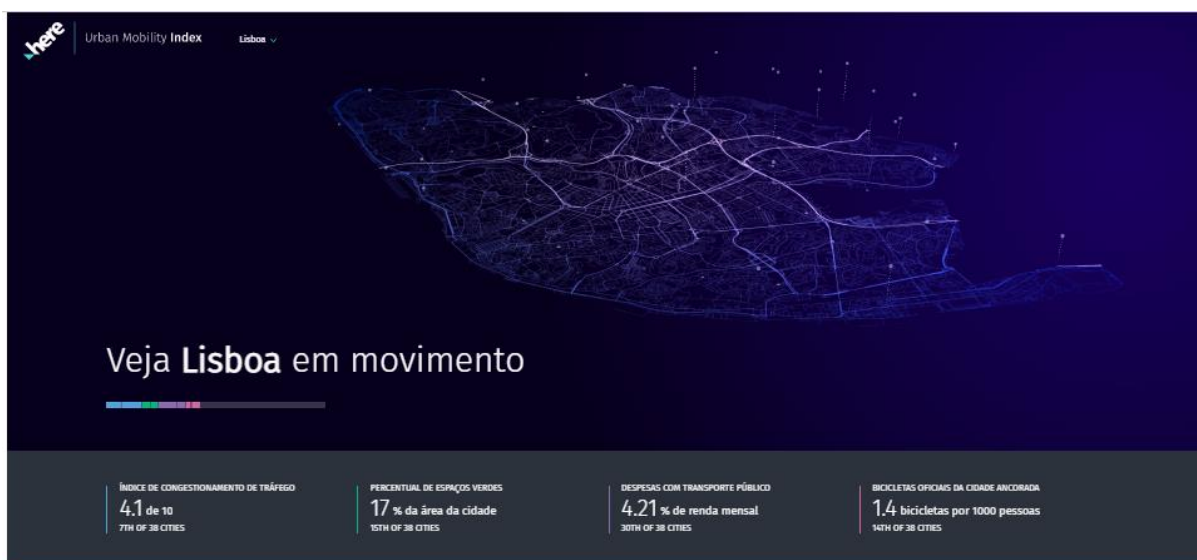 here
Urban Mobility Index
Lisboa
Veja Lisboa em movimento
ÍNDICE DE CONGESTIONAMENTO DE TRÁFEGO
4.1 de 10
7TH OF 38 CITIES
PERCENTUAL DE ESPAÇOS VERDES
17 % da área da cidade
15TH OF 38 CITIES
DESPESAS COM TRANSPORTE PÚBLICO
4.21 % de renda mensal
30TH OF 38 CITIES
BICICLETAS OFICIAIS DA CIDADE ANCORADA
1.4 bicicletas por 1000 pessoas
14TH OF 38 CITIES